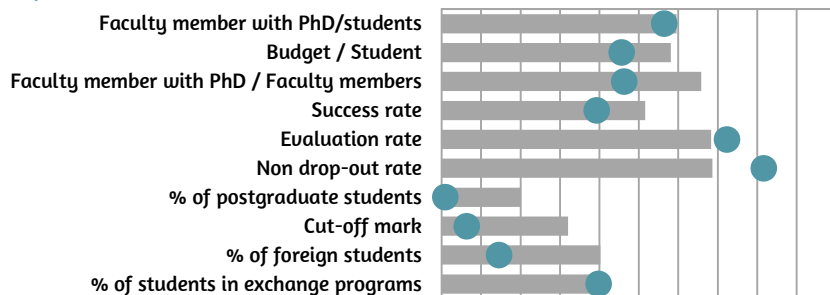 Faculty member with PhD/students
Budget / Student
Faculty member with PhD / Faculty members
Success rate
Evaluation rate
Non drop-out rate
% of postgraduate students
Cut-off mark
% of foreign students
% of students in exchange programs